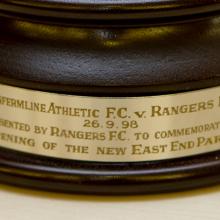 FERMLINE ATHLETIC F.C. V. RANGERS
26.9.98
SENTED BY RANGERS F.C. TO COMMEMORAT
ENING OF THE NEW EAST END PAR